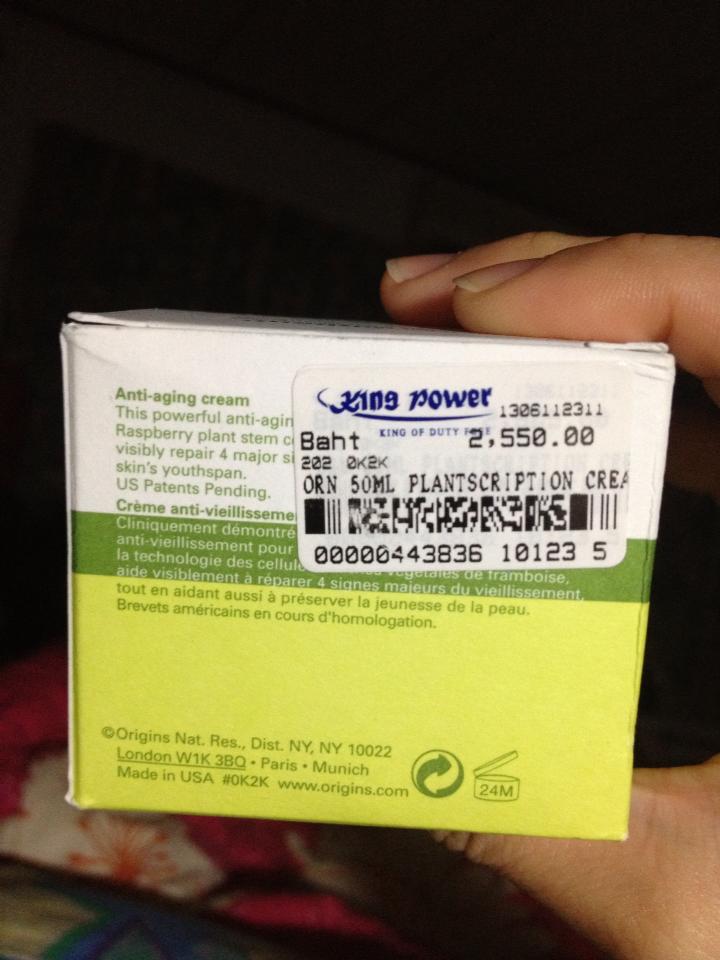 King Power
1306112311
KING OF DUTY FREE
Baht 2,550.00
202 0K2K
ORN 50ML PLANTSCRIPTION CREA
00000443836 10123 5
Anti-aging cream
This powerful anti-agin
Raspberry plant stem c
visibly repair 4 major si
skin's youthspan.
US Patents Pending.
Crème anti-vieillisseme
Cliniquement démontré
anti-vieillissement pour
la technologie des cellule végétales de framboise,
aide visiblement à réparer 4 signes majeurs du vieillissement,
tout en aidant aussi à préserver la jeunesse de la peau.
Brevets américains en cours d'homologation.
©Origins Nat. Res., Dist. NY, NY 10022
London W1K 3BQ • Paris • Munich
Made in USA #0K2K www.origins.com
24M